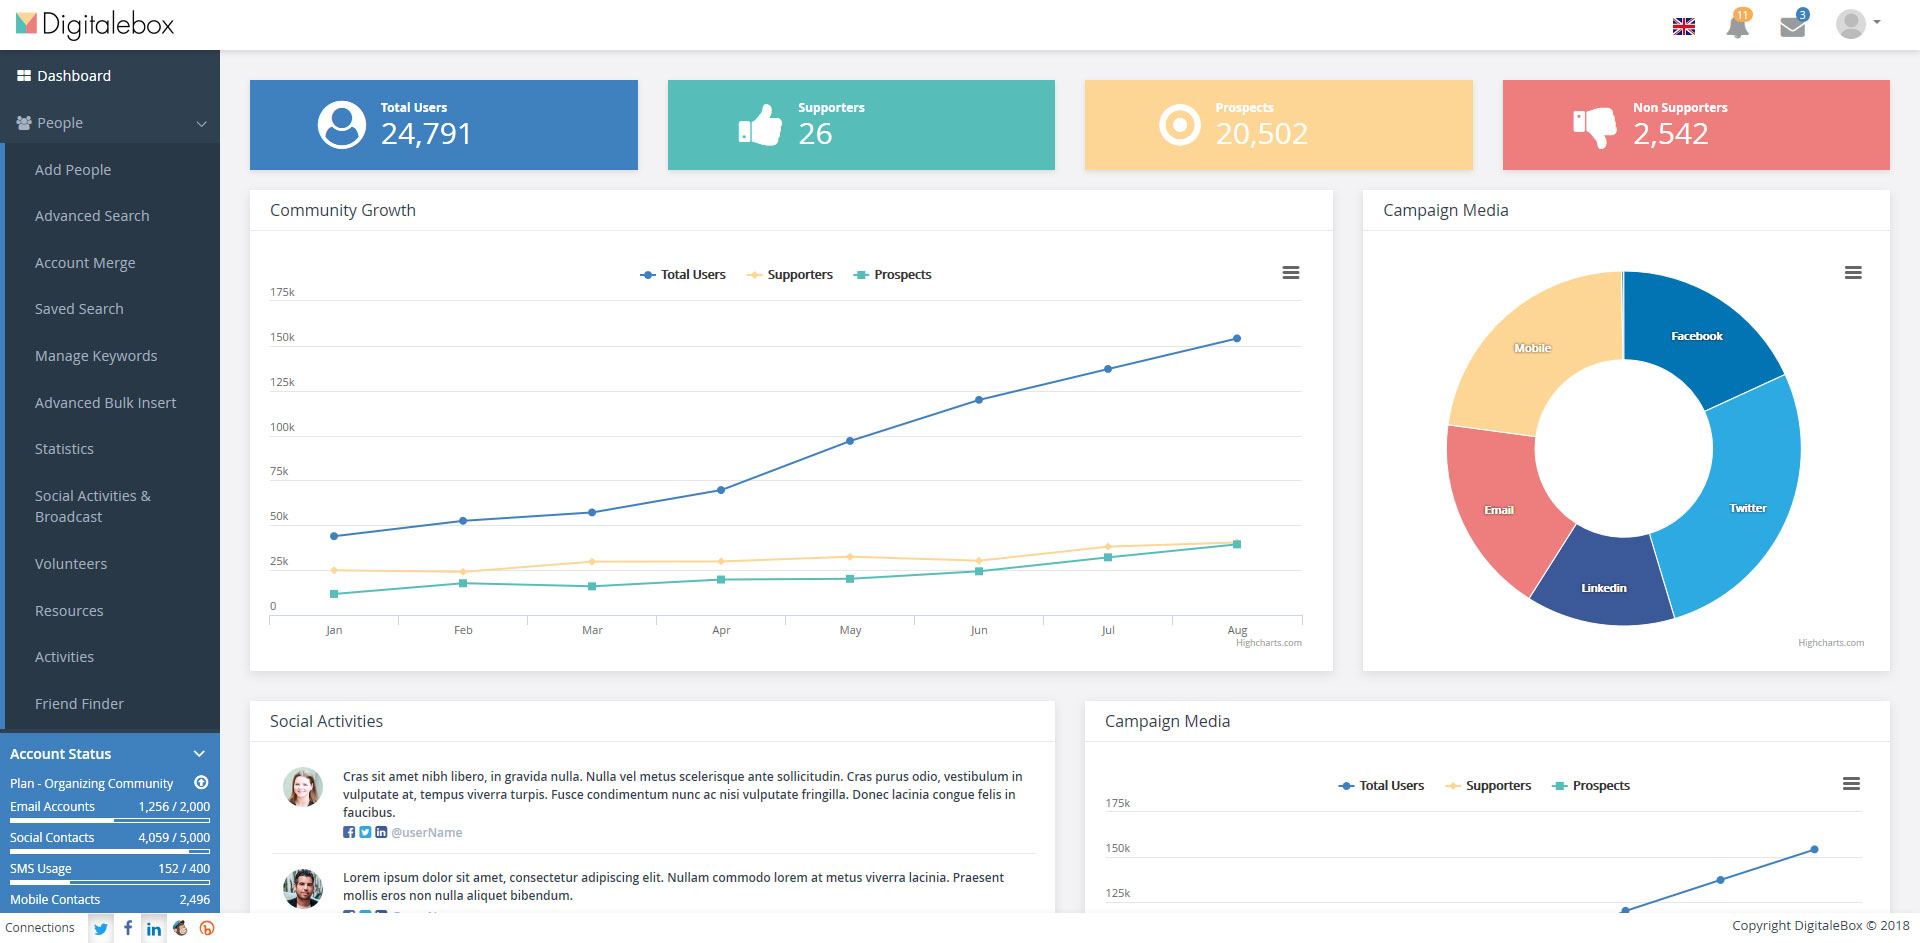 Digitalebox
11
3
Dashboard
People
Add People
Advanced Search
Account Merge
Saved Search
Manage Keywords
Advanced Bulk Insert
Statistics
Social Activities &
Broadcast
Volunteers
Resources
Activities
Friend Finder
Account Status
Plan - Organizing Community
Email Accounts 1,256 / 2,000
Social Contacts 4,059 / 5,000
SMS Usage 152 / 400
Mobile Contacts 2,496
Connections
Total Users
24,791
Supporters
26
Prospects
20,502
Non Supporters
2,542
Community Growth
Total Users Supporters Prospects
175k
150k
125k
100k
75k
50k
25k
0
Jan Feb Mar Apr May Jun Jul Aug
Highcharts.com
Campaign Media
Facebook
Mobile
Twitter
Email
Linkedin
Highcharts.com
Social Activities
Cras sit amet nibh libero, in gravida nulla. Nulla vel metus scelerisque ante sollicitudin. Cras purus odio, vestibulum in
vulputate at, tempus viverra turpis. Fusce condimentum nunc ac nisi vulputate fringilla. Donec lacinia congue felis in
faucibus.
@userName
Lorem ipsum dolor sit amet, consectetur adipiscing elit. Nullam commodo lorem at metus viverra lacinia. Praesent
mollis eros non nulla aliquet bibendum.
Campaign Media
Total Users Supporters Prospects
175k
150k
125k
Copyright DigitaleBox © 2018